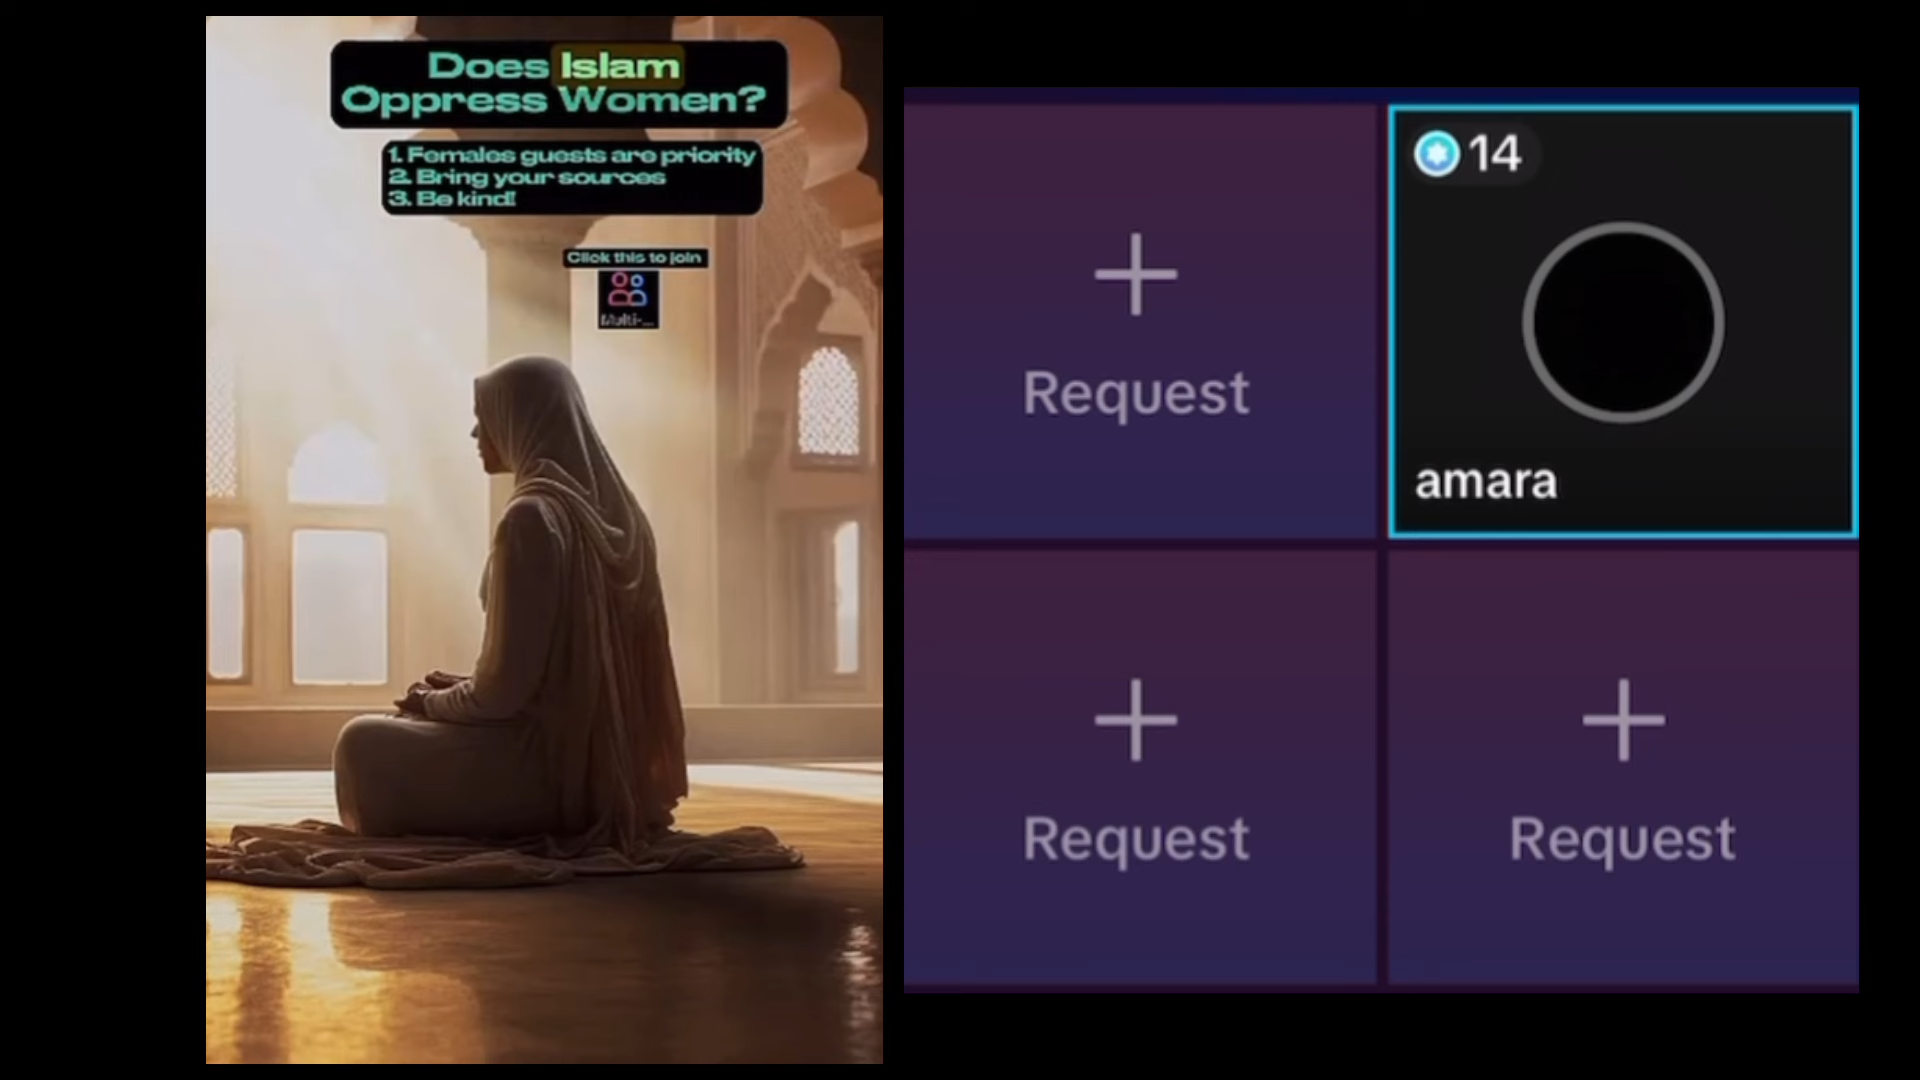 Does Islam
Oppress Women?
1. Females guests are priority
2. Bring your sources
3. Be kind!
Click this to join
Multi-...
Request
14
amara
Request
Request